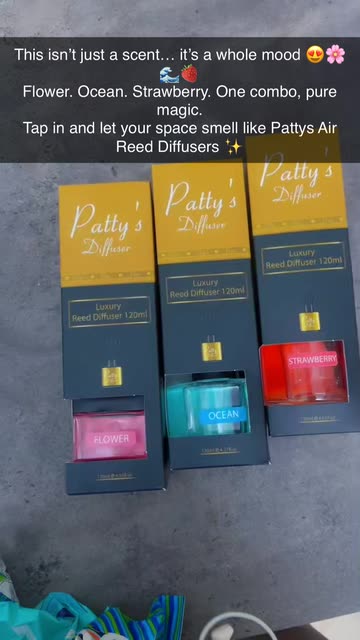 This isn’t just a scent... it’s a whole mood 😍🌸
🌊🍓
Flower. Ocean. Strawberry. One combo, pure
magic.
Tap in and let your space smell like Pattys Air
Reed Diffusers ✨
Patty's
Diffuser
Luxury
Reed Diffuser 120ml
FLOWER
Patty's
Diffuser
Luxury
Reed Diffuser 120ml
OCEAN
Patty's
Diffuser
Luxury
Reed Diffuser 120ml
STRAWBERRY